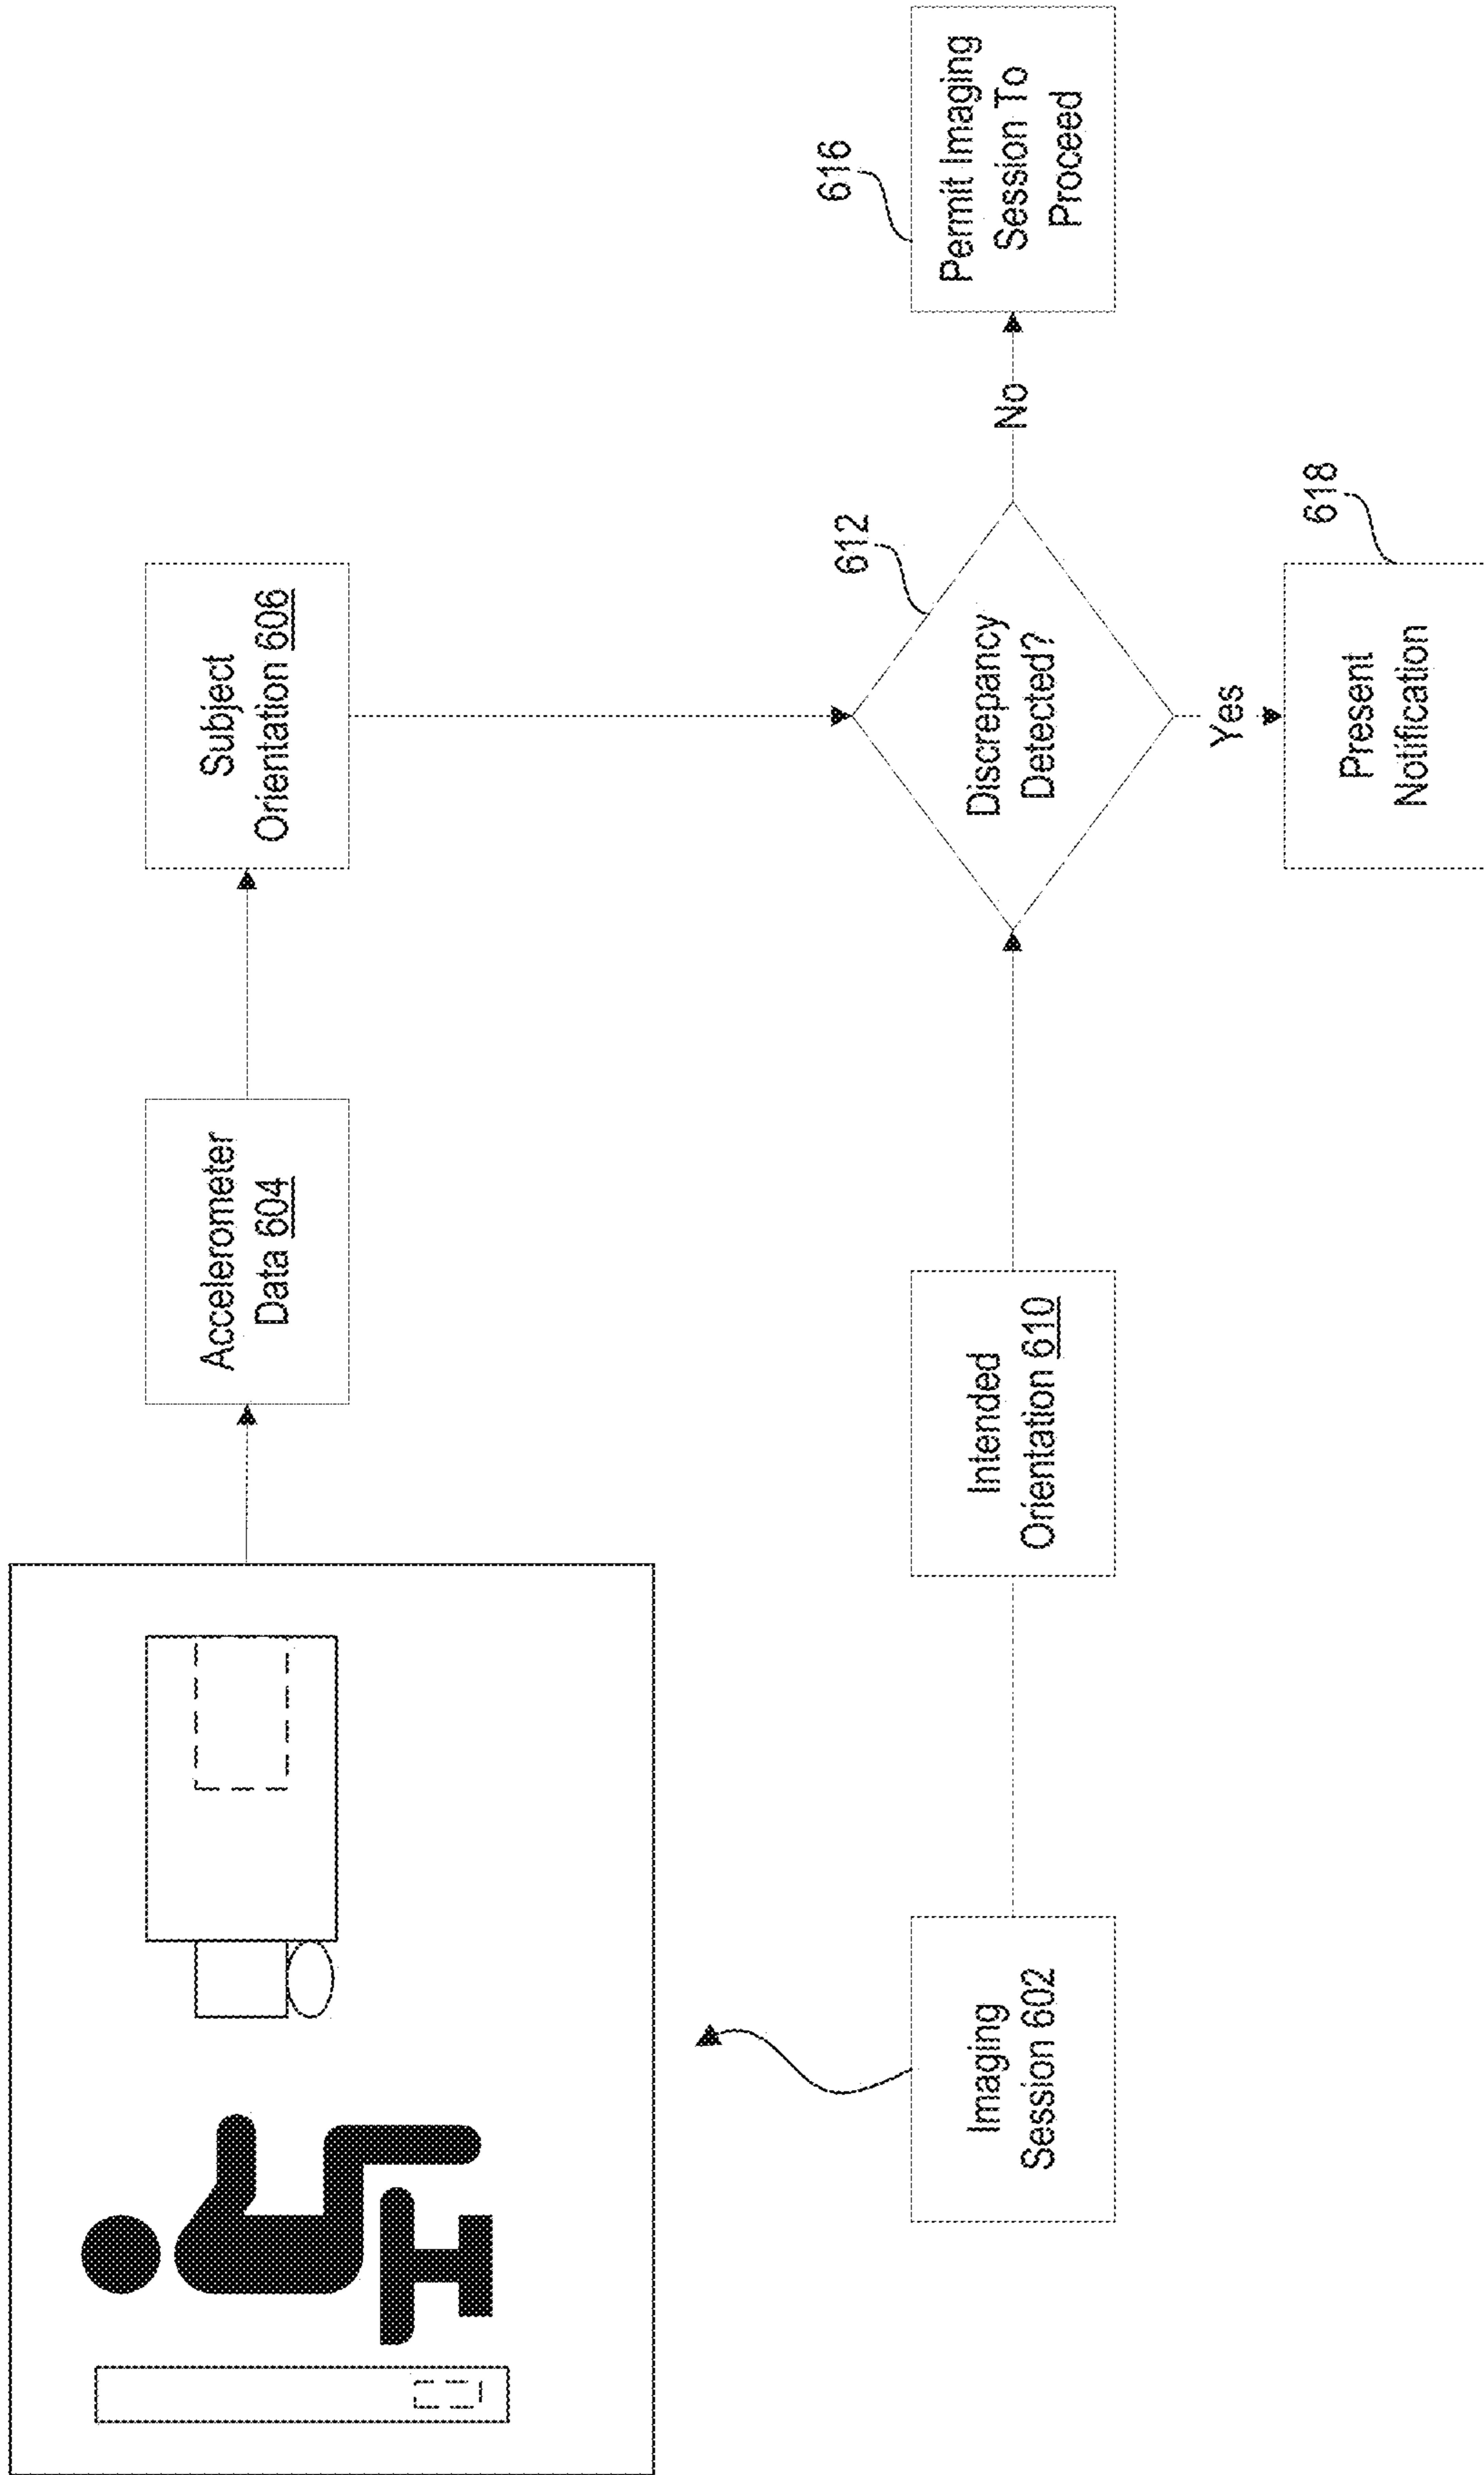 Accelerometer
Data 604
Subject
Orientation 606
Imaging
Session 602
Intended
Orientation 610
612
Discrepancy
Detected?
No
616
Permit Imaging
Session To
Proceed
Yes
618
Present
Notification